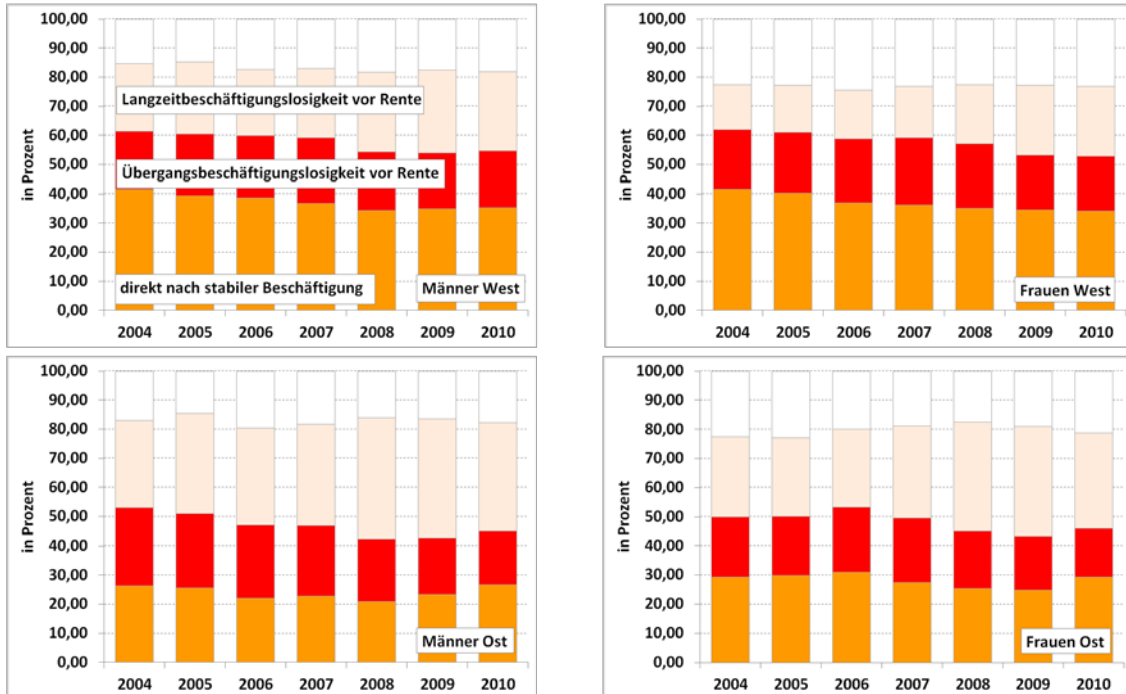 100,00
90,00
80,00
70,00
60,00
50,00
40,00
30,00
20,00
10,00
0,00
in Prozent
Langzeitbeschäftigungslosigkeit vor Rente
Übergangsbeschäftigungslosigkeit vor Rente
direkt nach stabiler Beschäftigung
Männer West
2004 2005 2006 2007 2008 2009 2010
100,00
90,00
80,00
70,00
60,00
50,00
40,00
30,00
20,00
10,00
0,00
in Prozent
Frauen West
2004 2005 2006 2007 2008 2009 2010
100,00
90,00
80,00
70,00
60,00
50,00
40,00
30,00
20,00
10,00
0,00
in Prozent
Männer Ost
2004 2005 2006 2007 2008 2009 2010
100,00
90,00
80,00
70,00
60,00
50,00
40,00
30,00
20,00
10,00
0,00
in Prozent
Frauen Ost
2004 2005 2006 2007 2008 2009 2010